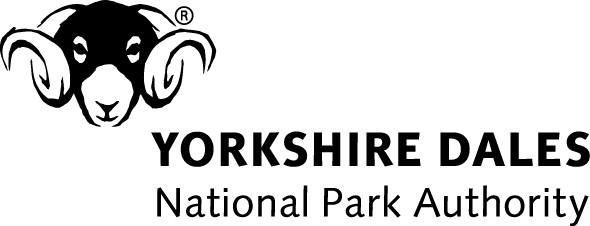 ®
YORKSHIRE DALES
National Park Authority